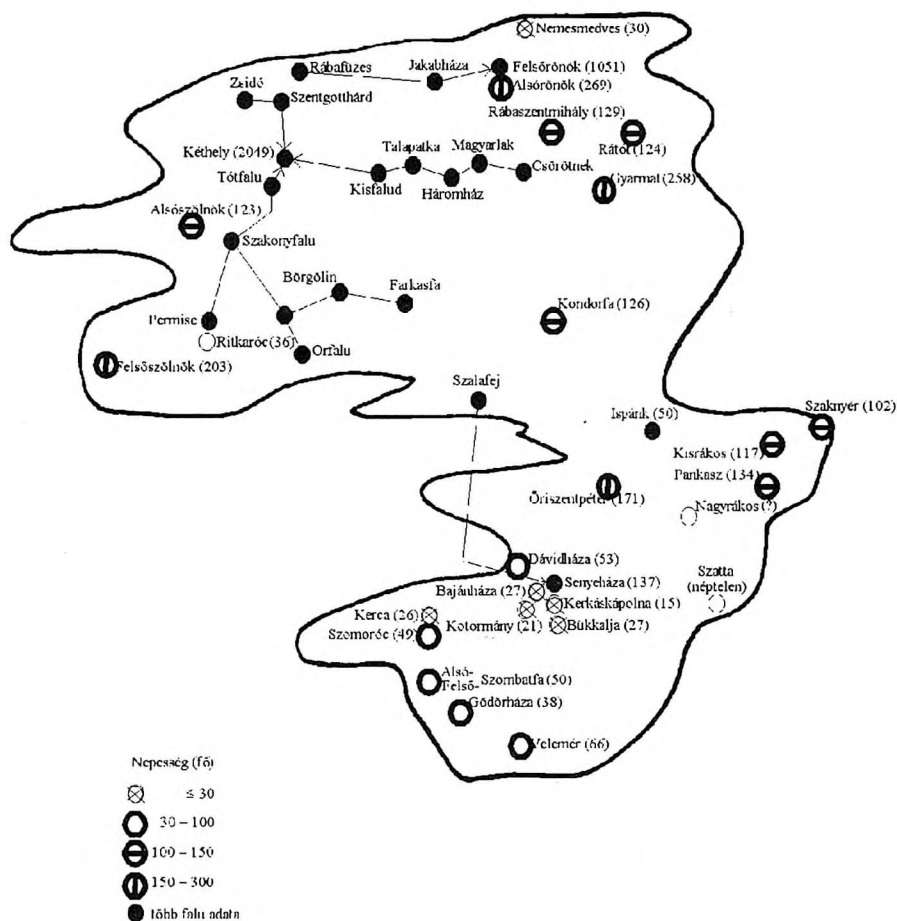 Nemesmedves (30)
Rábafüzes
Jakabháza
Felsőrönök (1051)
Alsórönök (269)
Zsidó
Szentgotthárd
Rábaszentmihály (129)
Rátót (124)
Kéthely (2049)
Talapatka
Magyarlak
Csörötnek
Tótfalu
Kisfalud
Háromház
Gyarmat (258)
Alsószölnök (123)
Szakonyfalu
Börgölin
Farkasfa
Permise
Ritkaróc (36)
Orfalu
Kondorfa (126)
Felsőszölnök (203)
Szalafej
Ispánk (50)
Szaknyér (102)
Kisrákos (117)
Pankasz (134)
Őriszentpéter (171)
Nagyrákos (?)
Dávidháza (53)
Szatta
(néptelen)
Senyeháza (137)
Bajánháza (27)
Kerkáskápolna (15)
Kerca (26)
Kotormány (21)
Bükkalja (27)
Szomoróc (49)
Alsó-
Felső-
Szombatfa (50)
Gödörháza (38)
Velemér (66)
Nepesség (fő)
≤ 30
30 – 100
100 – 150
150 – 300
több falu adata